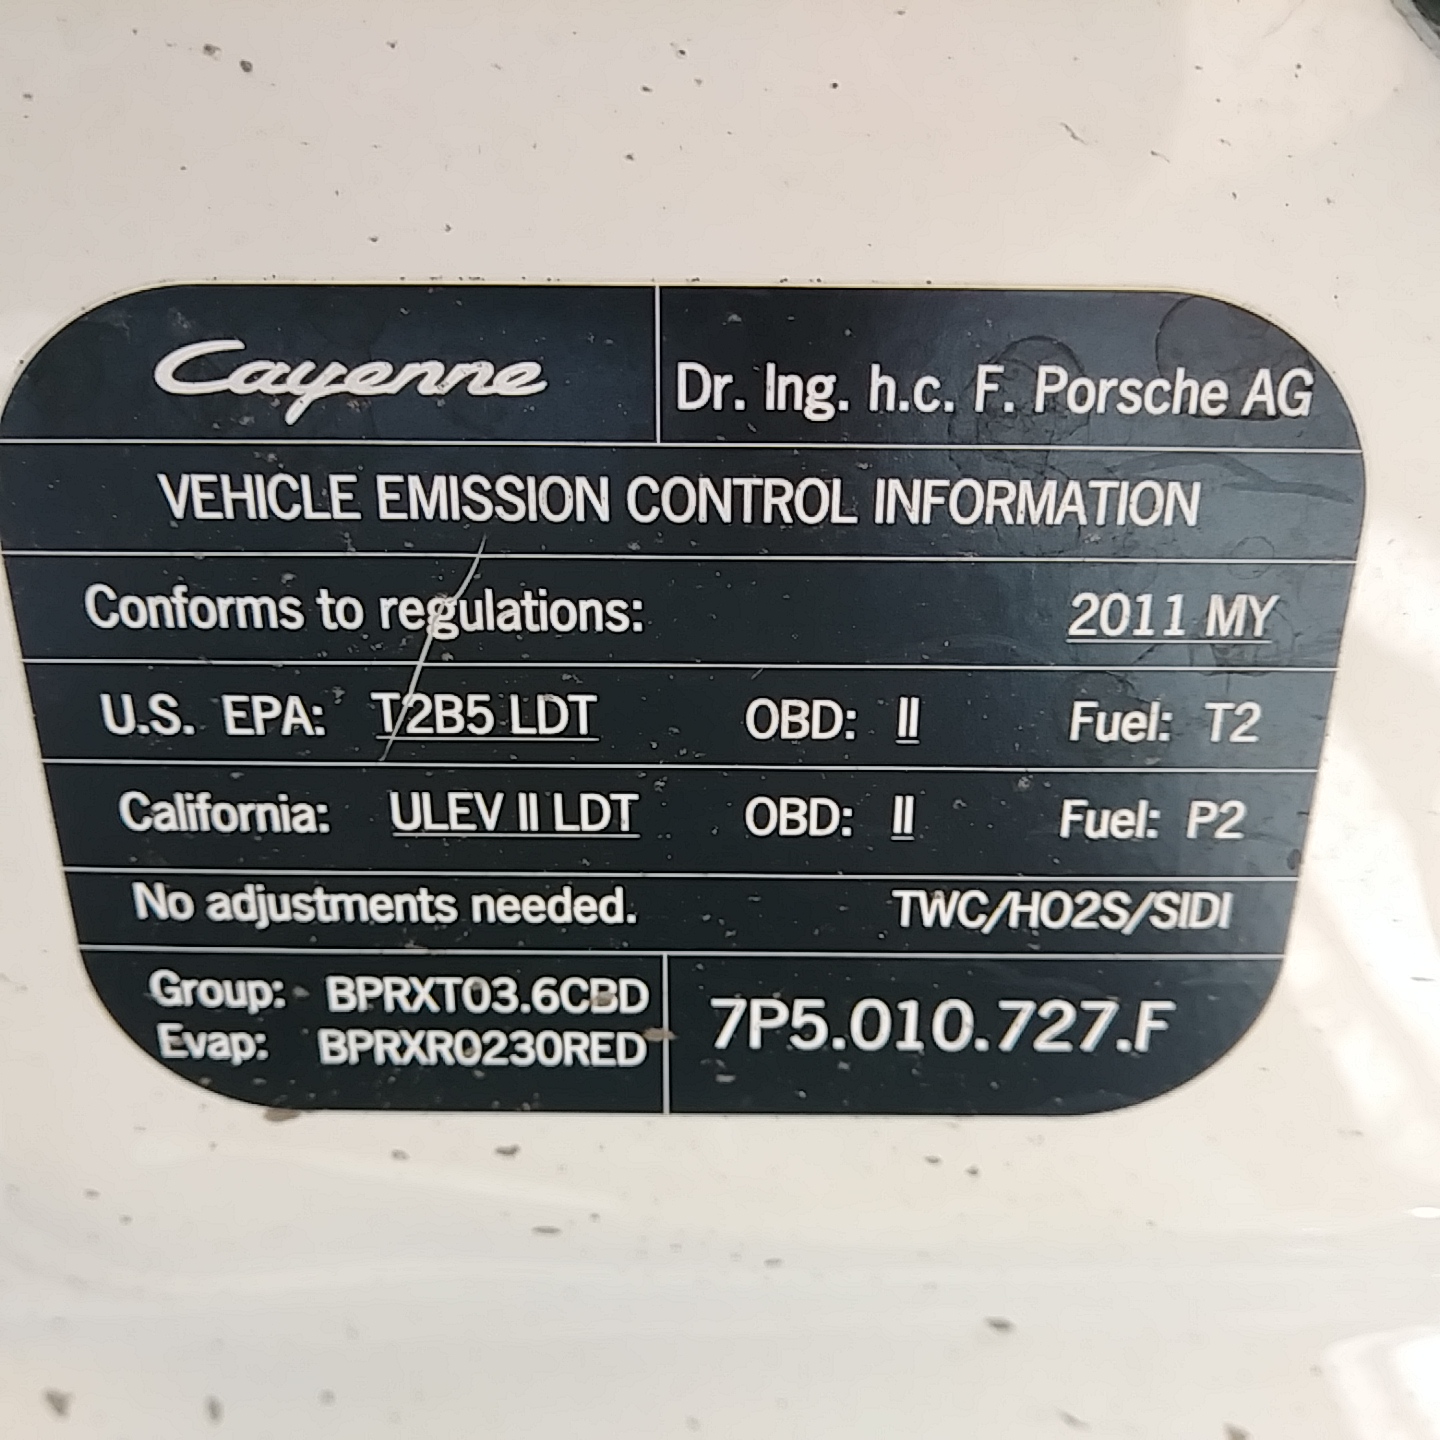 Cayenne Dr. Ing. h.c. F. Porsche AG
VEHICLE EMISSION CONTROL INFORMATION
Conforms to regulations: 2011 MY
U.S. EPA: T2B5 LDT OBD: II Fuel: T2
California: ULEV II LDT OBD: II Fuel: P2
No adjustments needed. TWC/HO2S/SIDI
Group: BPRXT03.6CBD
Evap: BPRXR0230RED
7P5.010.727.F